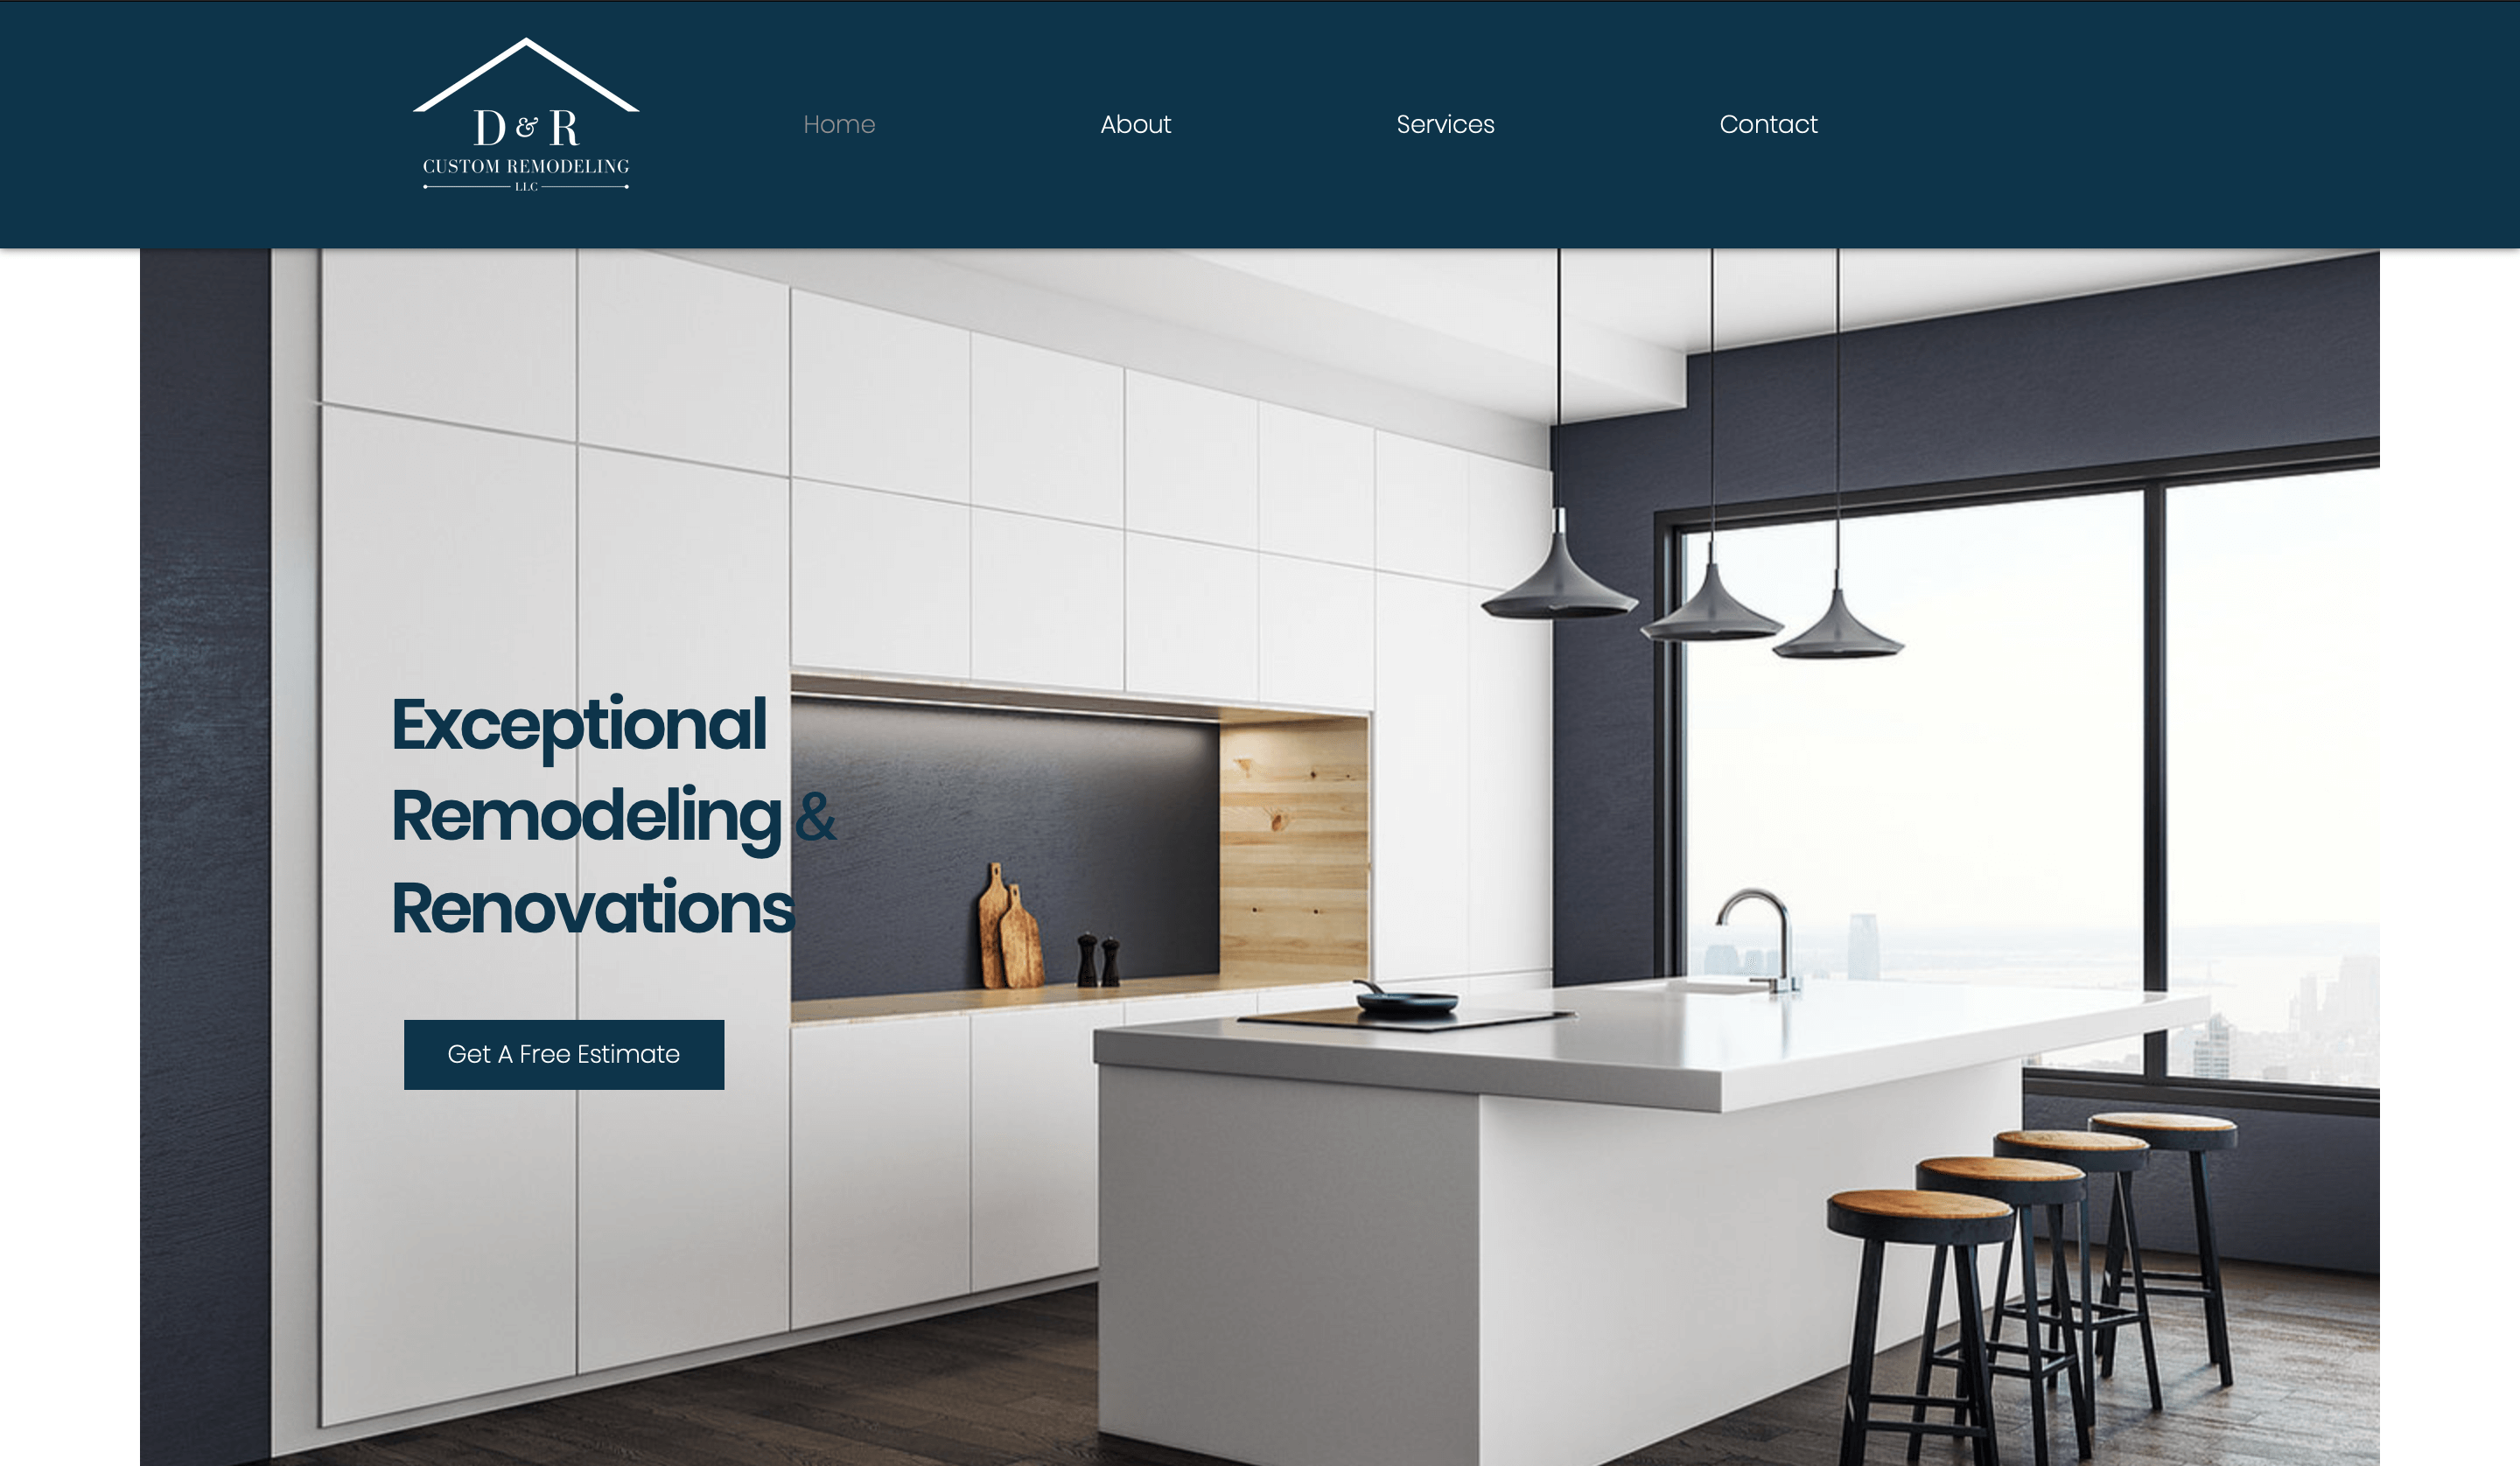 D & R
CUSTOM REMODELING
LLC
Home
About
Services
Contact
Exceptional
Remodeling &
Renovations
Get A Free Estimate